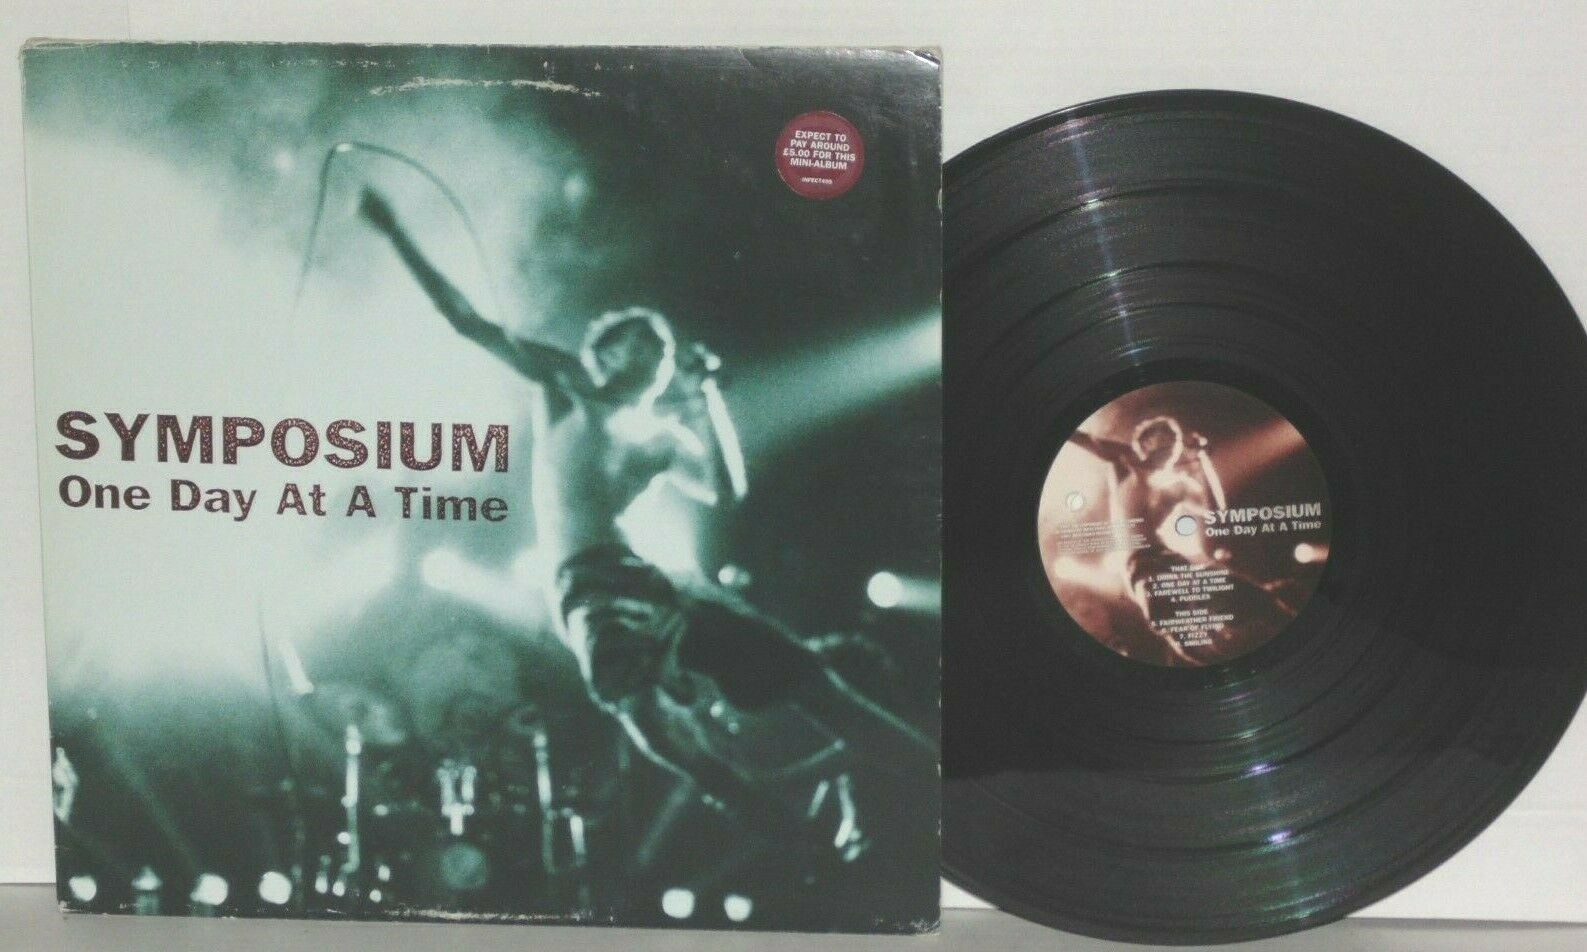 EXPECT TO
PAY AROUND
£5.00 FOR THIS
MINI-ALBUM
INFECT49S
SYMPOSIUM
One Day At A Time
SYMPOSIUM
One Day At A Time
THAT SIDE
1. DRINK THE SUNSHINE
2. ONE DAY AT A TIME
3. FAREWELL TO TWILIGHT
4. PUDDLES
THIS SIDE
5. FAIRWEATHER FRIEND
6. FEAR OF FLYING
7. FIZZY
8. SMILING